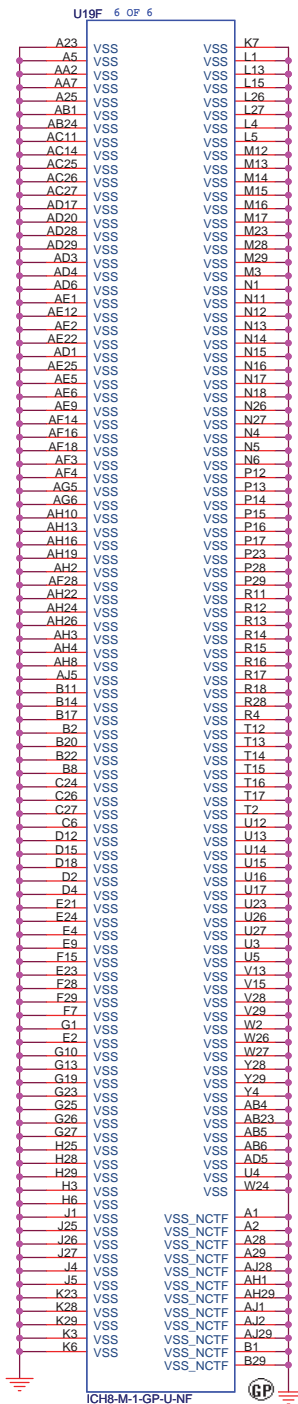 U19F 6 OF 6
A23 VSS VSS K7
A5 VSS VSS L1
AA2 VSS VSS L13
AA7 VSS VSS L15
A25 VSS VSS L26
AB1 VSS VSS L27
AB24 VSS VSS L4
AC11 VSS VSS L5
AC14 VSS VSS M12
AC25 VSS VSS M13
AC26 VSS VSS M14
AC27 VSS VSS M15
AD17 VSS VSS M16
AD20 VSS VSS M17
AD28 VSS VSS M23
AD29 VSS VSS M28
AD3 VSS VSS M29
AD4 VSS VSS M3
AD6 VSS VSS N1
AE1 VSS VSS N11
AE12 VSS VSS N12
AE2 VSS VSS N13
AE22 VSS VSS N14
AD1 VSS VSS N15
AE25 VSS VSS N16
AE5 VSS VSS N17
AE6 VSS VSS N18
AE9 VSS VSS N26
AF14 VSS VSS N27
AF16 VSS VSS N4
AF18 VSS VSS N5
AF3 VSS VSS N6
AF4 VSS VSS P12
AG5 VSS VSS P13
AG6 VSS VSS P14
AH10 VSS VSS P15
AH13 VSS VSS P16
AH16 VSS VSS P17
AH19 VSS VSS P23
AH2 VSS VSS P28
AF28 VSS VSS P29
AH22 VSS VSS R11
AH24 VSS VSS R12
AH26 VSS VSS R13
AH3 VSS VSS R14
AH4 VSS VSS R15
AH8 VSS VSS R16
AJ5 VSS VSS R17
B11 VSS VSS R18
B14 VSS VSS R28
B17 VSS VSS R4
B2 VSS VSS T12
B20 VSS VSS T13
B22 VSS VSS T14
B8 VSS VSS T15
C24 VSS VSS T16
C26 VSS VSS T17
C27 VSS VSS T2
C6 VSS VSS U12
D12 VSS VSS U13
D15 VSS VSS U14
D18 VSS VSS U15
D2 VSS VSS U16
D4 VSS VSS U17
E21 VSS VSS U23
E24 VSS VSS U26
E4 VSS VSS U27
E9 VSS VSS U3
F15 VSS VSS U5
E23 VSS VSS V13
F28 VSS VSS V15
F29 VSS VSS V28
F7 VSS VSS V29
G1 VSS VSS W2
E2 VSS VSS W26
G10 VSS VSS W27
G13 VSS VSS Y28
G19 VSS VSS Y29
G23 VSS VSS Y4
G25 VSS VSS AB4
G26 VSS VSS AB23
G27 VSS VSS AB5
H25 VSS VSS AB6
H28 VSS VSS AD5
H29 VSS VSS U4
H3 VSS VSS W24
H6 VSS
J1 VSS VSS_NCTF A1
J25 VSS VSS_NCTF A2
J26 VSS VSS_NCTF A28
J27 VSS VSS_NCTF A29
J4 VSS VSS_NCTF AJ28
J5 VSS VSS_NCTF AH1
K23 VSS VSS_NCTF AH29
K28 VSS VSS_NCTF AJ1
K29 VSS VSS_NCTF AJ2
K3 VSS VSS_NCTF AJ29
K6 VSS VSS_NCTF B1
VSS_NCTF B29
ICH8-M-1-GP-U-NF
GP